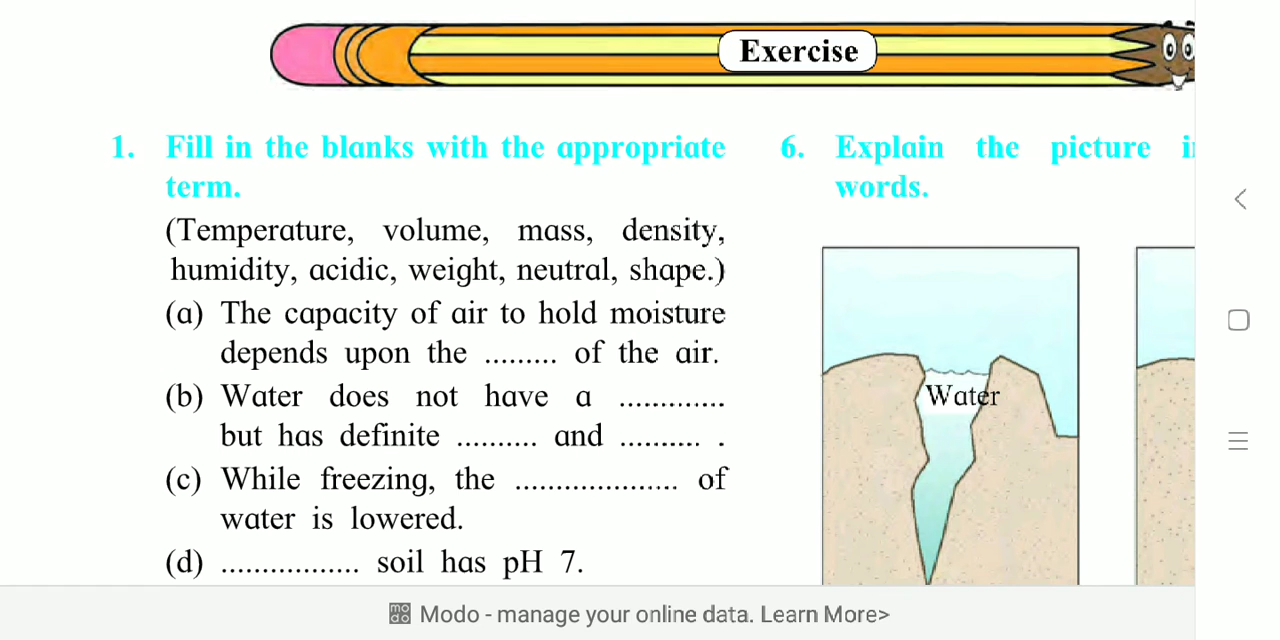 Exercise
1. Fill in the blanks with the appropriate
term.
(Temperature, volume, mass, density,
humidity, acidic, weight, neutral, shape.)
(a) The capacity of air to hold moisture
depends upon the ......... of the air.
(b) Water does not have a .............
but has definite .......... and .......... .
(c) While freezing, the .................... of
water is lowered.
(d) ................. soil has pH 7.
6. Explain the picture
words.
Water
modo Modo - manage your online data. Learn More>